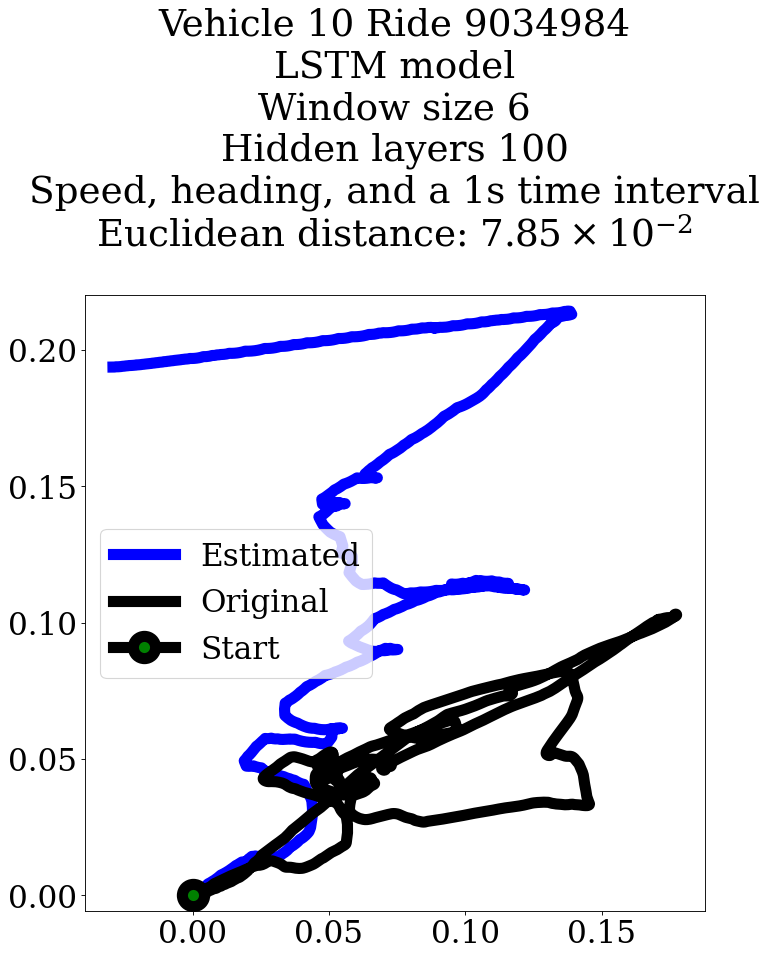 Vehicle 10 Ride 9034984
LSTM model
Window size 6
Hidden layers 100
Speed, heading, and a 1s time interval
Euclidean distance: $7.85 \times 10^{-2}$
0.20
0.15
Estimated
Original
Start
0.10
0.05
0.00
0.00 0.05 0.10 0.15